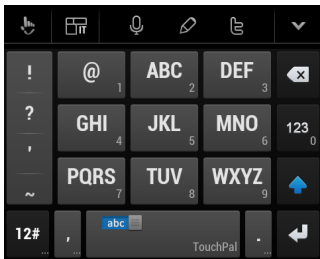 IT
! @ 1 ABC 2 DEF 3
? GHI 4 JKL 5 MNO 6 123 0
'
~ PQRS 7 TUV 8 WXYZ 9
12# ... , ... abc TouchPal . ...